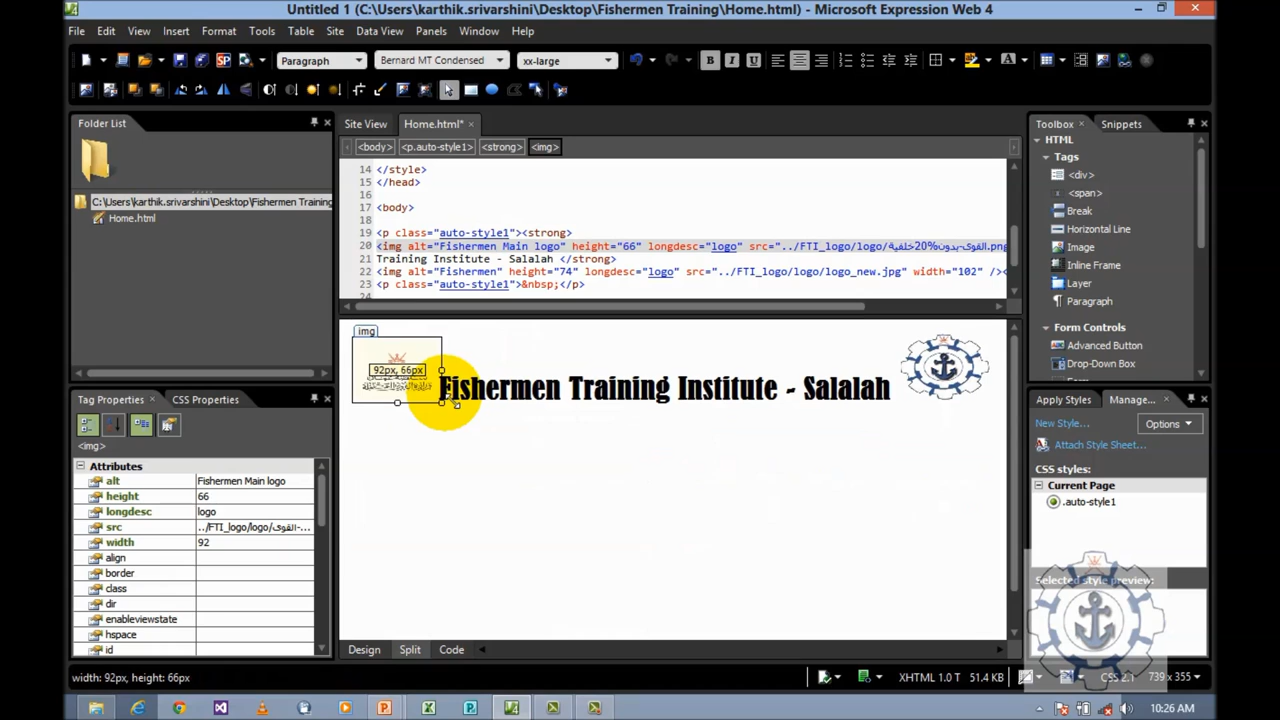 Untitled 1 (C:\Users\karthik.srivarshini\Desktop\Fishermen Training\Home.html) - Microsoft Expression Web 4
File Edit View Insert Format Tools Table Site Data View Panels Window Help
Paragraph Bernard MT Condensed xx-large B I U
Folder List
Site View Home.html*
Toolbox Snippets
<body> <p.auto-style1> <strong> <img>
HTML
Tags
<div>
<span>
Break
Horizontal Line
Image
Inline Frame
Layer
Paragraph
Form Controls
Advanced Button
Drop-Down Box
C:\Users\karthik.srivarshini\Desktop\Fishermen Training
Home.html
14 </style>
15 </head>
16
17 <body>
18
19 <p class="auto-style1"><strong>
20 <img alt="Fishermen Main logo" height="66" longdesc="logo" src="../FTI_logo/logo/القوى-بدون%20خلفية.png
21 Training Institute - Salalah </strong>
22 <img alt="Fishermen" height="74" longdesc="logo" src="../FTI_logo/logo/logo_new.jpg" width="102" /><
23 <p class="auto-style1">&nbsp;</p>
24
img
92px, 66px
Fishermen Training Institute - Salalah
Tag Properties CSS Properties
<img>
Attributes
alt Fishermen Main logo
height 66
longdesc logo
src ../FTI_logo/logo/القوى-...
width 92
align
border
class
dir
enableviewstate
hspace
id
Apply Styles Manage...
New Style... Options
Attach Style Sheet...
CSS styles:
Current Page
.auto-style1
Selected style preview:
Design Split Code
width: 92px, height: 66px
XHTML 1.0 T 51.4 KB CSS 2.1 739 x 355
10:26 AM